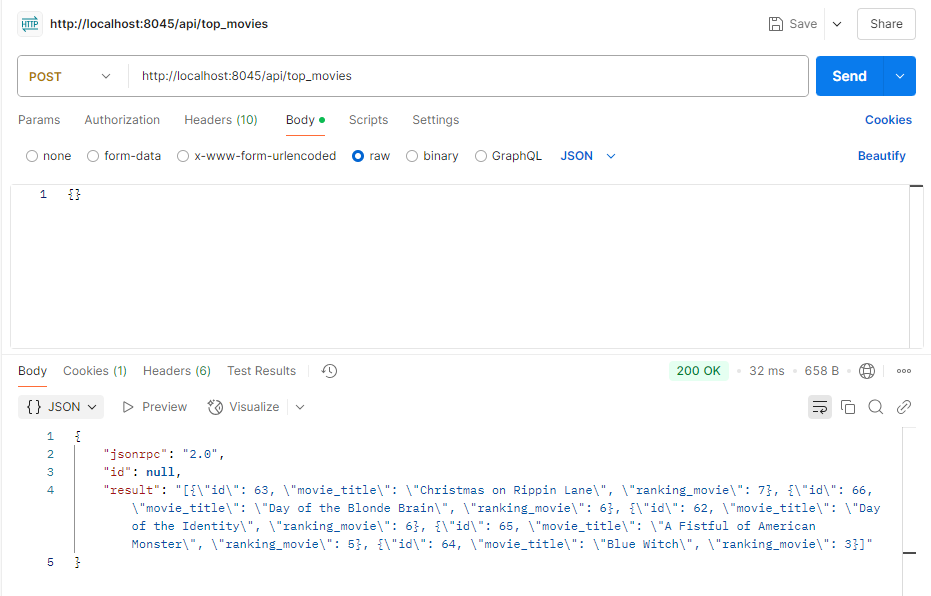 HTTP http://localhost:8045/api/top_movies Save Share
POST http://localhost:8045/api/top_movies Send
Params Authorization Headers (10) Body Scripts Settings Cookies
none form-data x-www-form-urlencoded raw binary GraphQL JSON Beautify
1 {}
Body Cookies (1) Headers (6) Test Results 200 OK • 32 ms • 658 B •
{} JSON Preview Visualize
1 {
2 "jsonrpc": "2.0",
3 "id": null,
4 "result": "[{\"id\": 63, \"movie_title\": \"Christmas on Rippin Lane\", \"ranking_movie\": 7}, {\"id\": 66,
\"movie_title\": \"Day of the Blonde Brain\", \"ranking_movie\": 6}, {\"id\": 62, \"movie_title\": \"Day
of the Identity\", \"ranking_movie\": 6}, {\"id\": 65, \"movie_title\": \"A Fistful of American
Monster\", \"ranking_movie\": 5}, {\"id\": 64, \"movie_title\": \"Blue Witch\", \"ranking_movie\": 3}]"
5 }